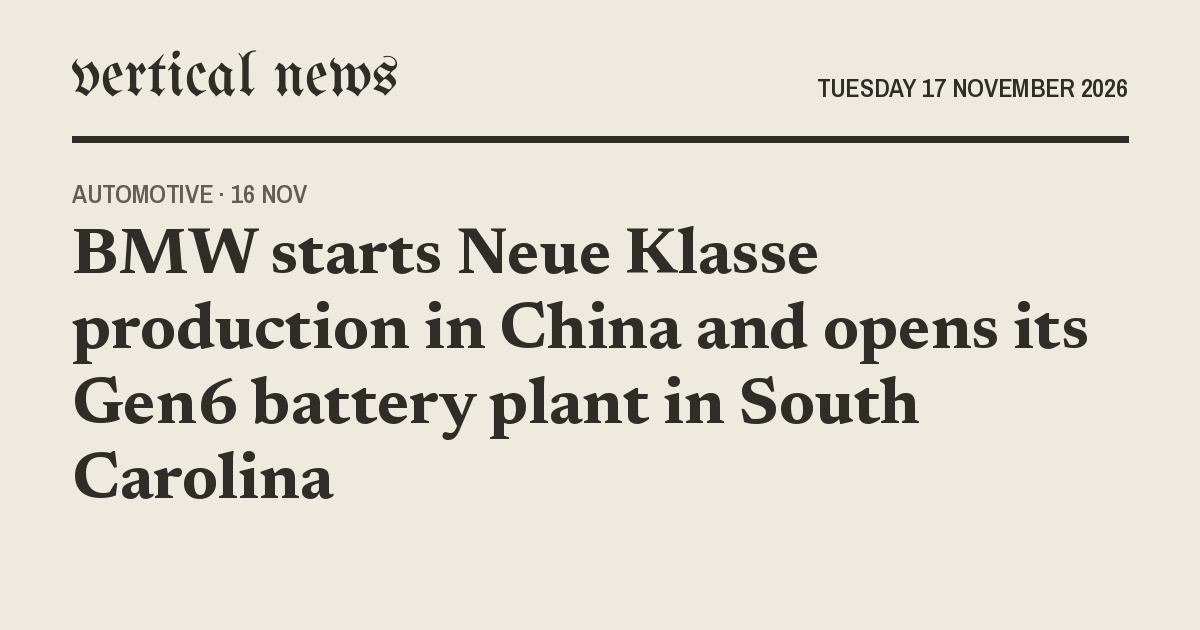 vertical news
TUESDAY 17 NOVEMBER 2026
AUTOMOTIVE · 16 NOV
BMW starts Neue Klasse
production in China and opens its
Gen6 battery plant in South
Carolina